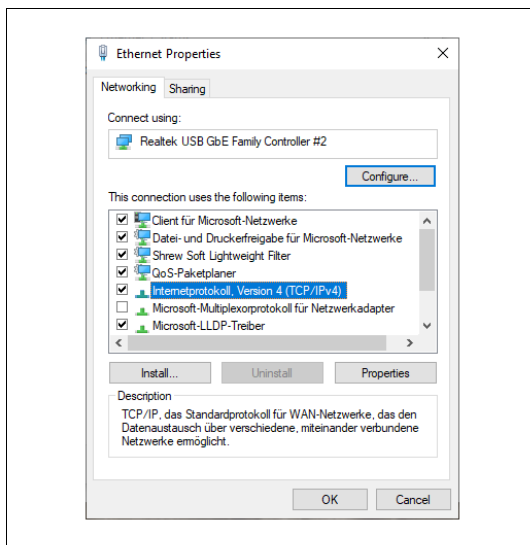 Ethernet Properties
Networking Sharing
Connect using:
Realtek USB GbE Family Controller #2
Configure...
This connection uses the following items:
Client für Microsoft-Netzwerke
Datei- und Druckerfreigabe für Microsoft-Netzwerke
Shrew Soft Lightweight Filter
QoS-Paketplaner
Internetprotokoll, Version 4 (TCP/IPv4)
Microsoft-Multiplexorprotokoll für Netzwerkadapter
Microsoft-LLDP-Treiber
Install... Uninstall Properties
Description
TCP/IP, das Standardprotokoll für WAN-Netzwerke, das den
Datenaustausch über verschiedene, miteinander verbundene
Netzwerke ermöglicht.
OK Cancel